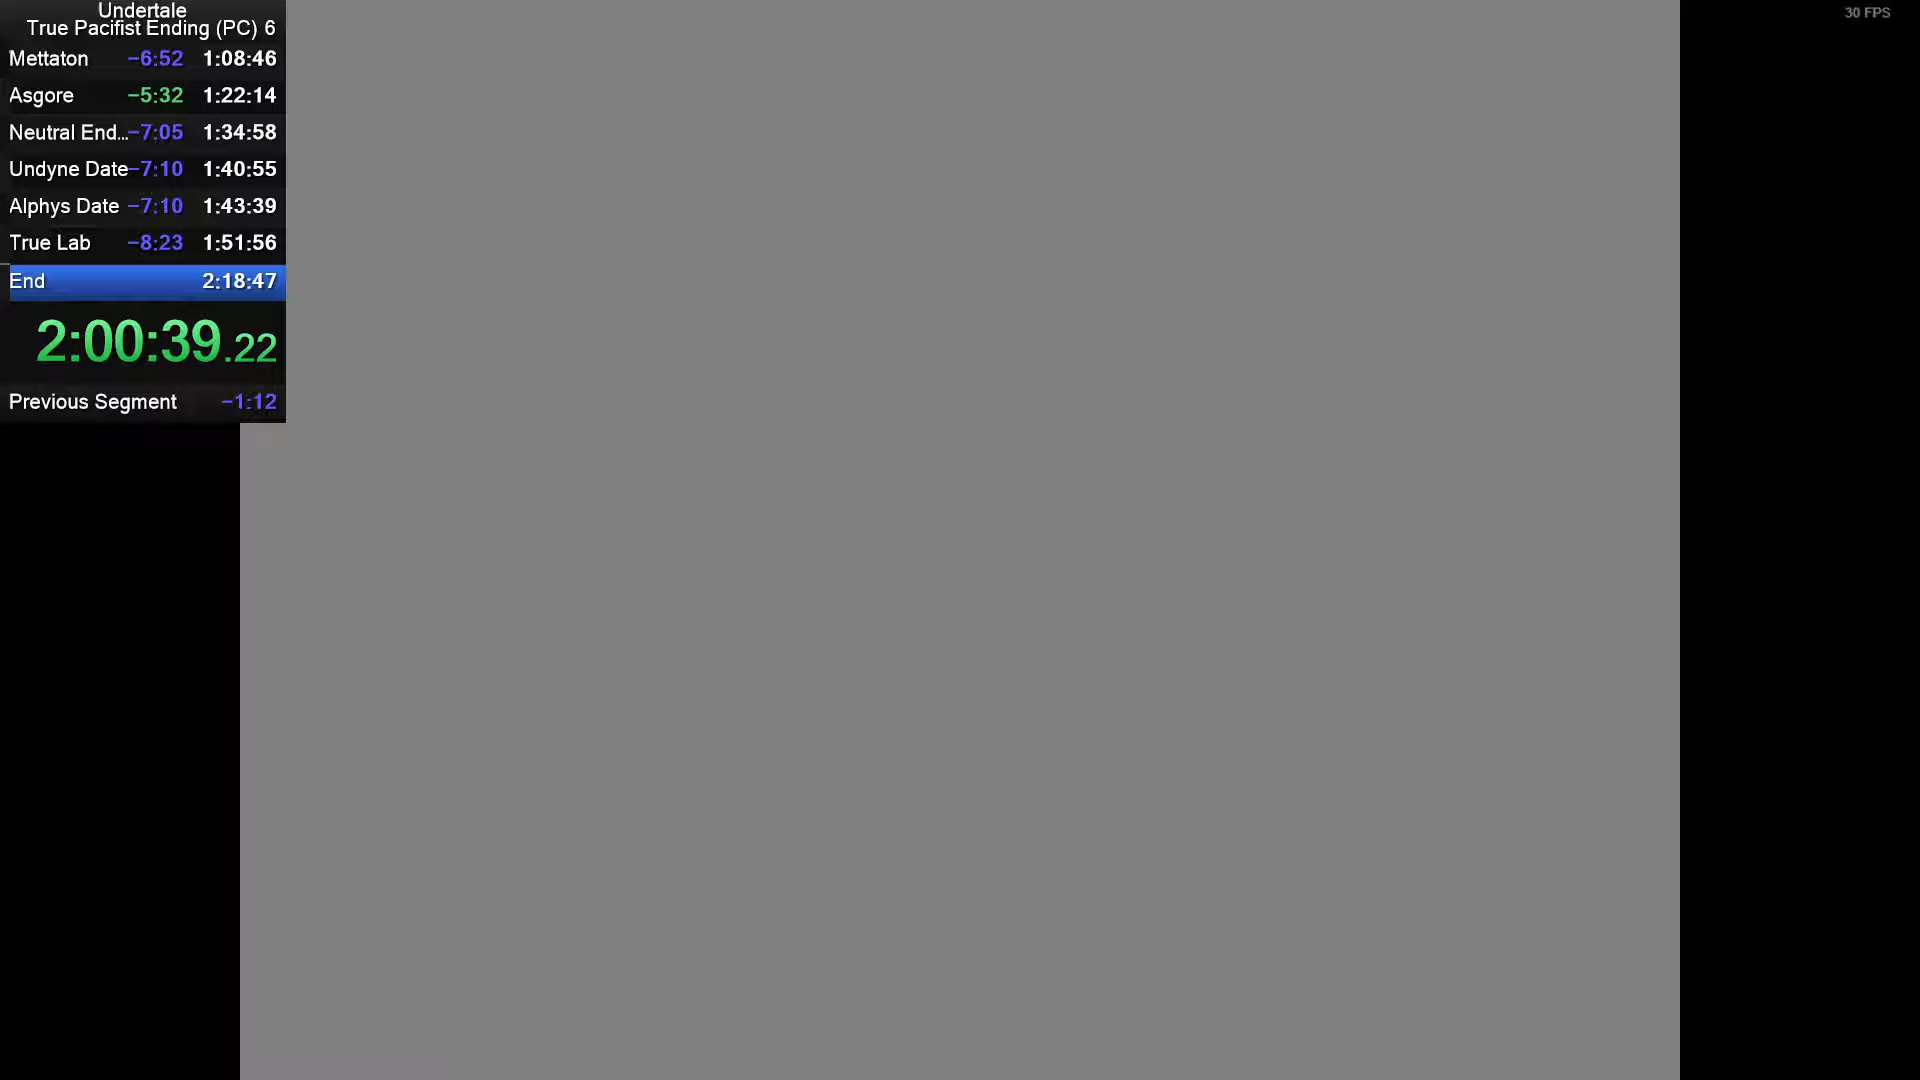 Undertale
True Pacifist Ending (PC) 6
30 FPS
Mettaton −6:52 1:08:46
Asgore −5:32 1:22:14
Neutral End... −7:05 1:34:58
Undyne Date −7:10 1:40:55
Alphys Date −7:10 1:43:39
True Lab −8:23 1:51:56
End 2:18:47
2:00:39.22
Previous Segment −1:12